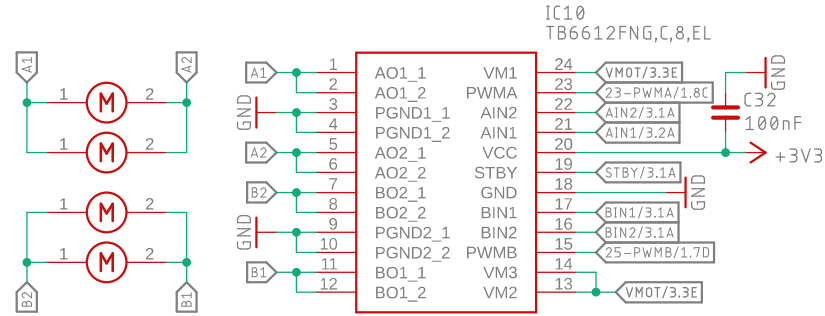 IC10
TB6612FNG,C,8,EL
A1 A2
1 M 2
1 M 2
1 M 2
1 M 2
B2 B1
A1 1 AO1_1 VM1 24 VMOT/3.3E
2 AO1_2 PWMA 23 23-PWMA/1.8C
GND 3 PGND1_1 AIN2 22 AIN2/3.1A
4 PGND1_2 AIN1 21 AIN1/3.2A
A2 5 AO2_1 VCC 20
6 AO2_2 STBY 19 STBY/3.1A
B2 7 BO2_1 GND 18 GND
8 BO2_2 BIN1 17 BIN1/3.1A
GND 9 PGND2_1 BIN2 16 BIN2/3.1A
10 PGND2_2 PWMB 15 25-PWMB/1.7D
B1 11 BO1_1 VM3 14
12 BO1_2 VM2 13 VMOT/3.3E
GND
C32
100nF
+3V3